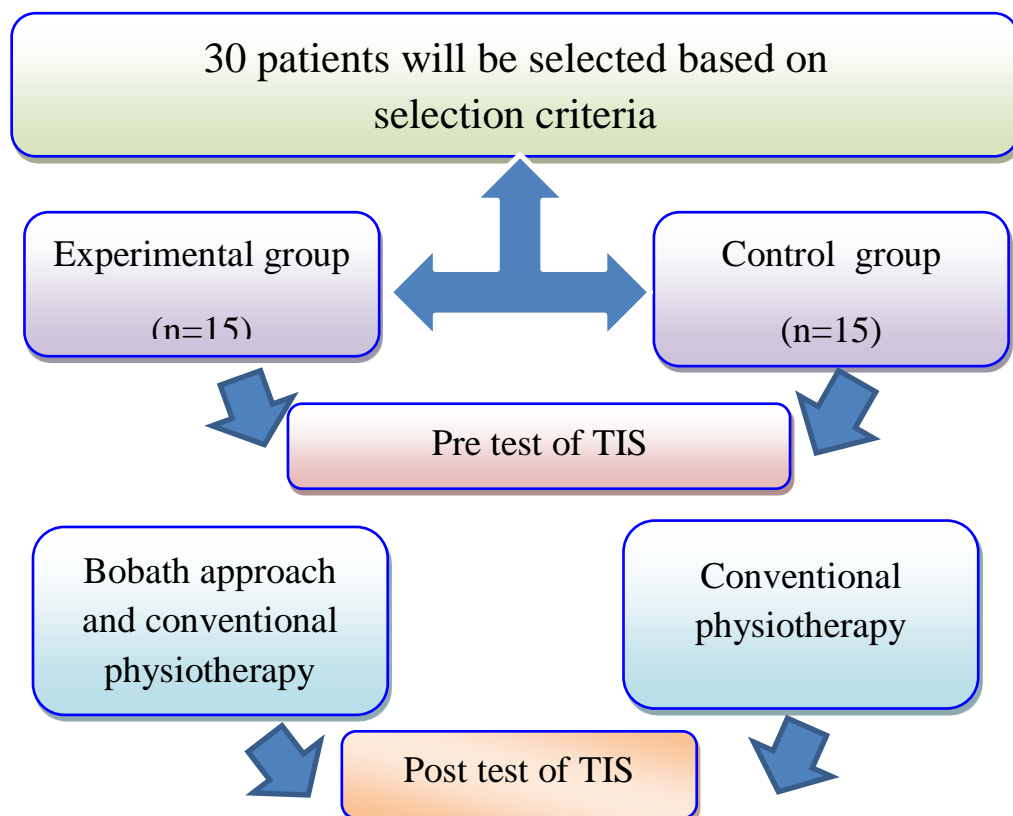 30 patients will be selected based on
selection criteria
Experimental group
(n=15)
Control group
(n=15)
Pre test of TIS
Bobath approach
and conventional
physiotherapy
Conventional
physiotherapy
Post test of TIS